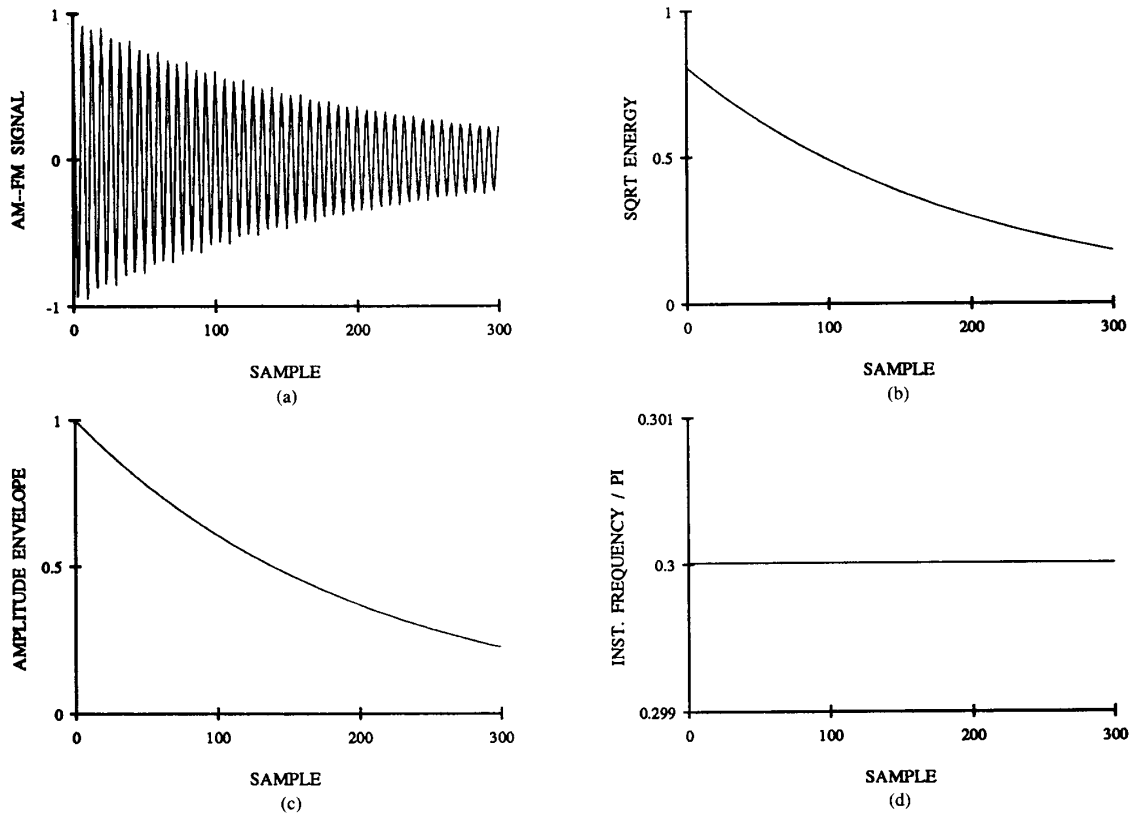 1
0
-1
AM--FM SIGNAL
0
100
200
300
SAMPLE
(a)
1
0.5
0
SQRT ENERGY
0
100
200
300
SAMPLE
(b)
1
0.5
0
AMPLITUDE ENVELOPE
0
100
200
300
SAMPLE
(c)
0.301
0.3
0.299
INST. FREQUENCY / PI
0
100
200
300
SAMPLE
(d)